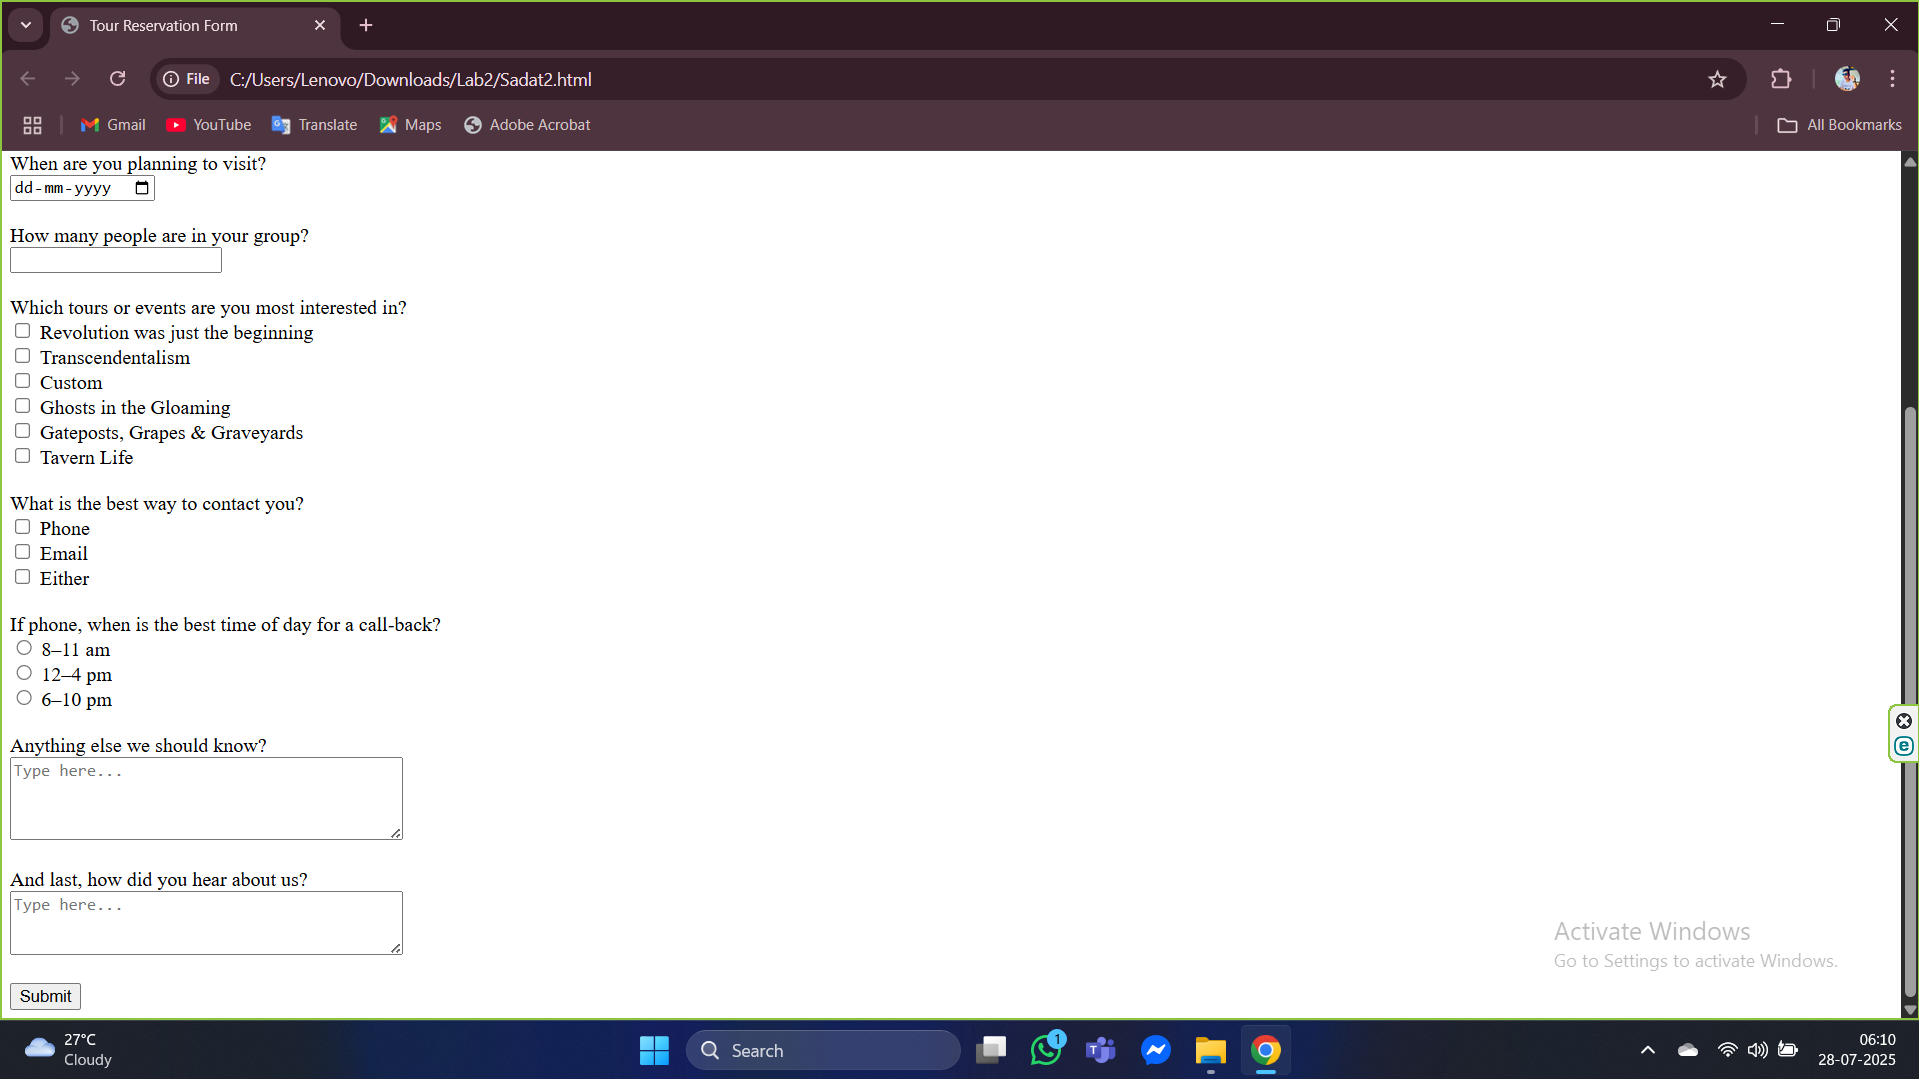 Tour Reservation Form
File
C:/Users/Lenovo/Downloads/Lab2/Sadat2.html
Gmail
YouTube
Translate
Maps
Adobe Acrobat
All Bookmarks
When are you planning to visit?
dd-mm-yyyy
How many people are in your group?
Which tours or events are you most interested in?
Revolution was just the beginning
Transcendentalism
Custom
Ghosts in the Gloaming
Gateposts, Grapes & Graveyards
Tavern Life
What is the best way to contact you?
Phone
Email
Either
If phone, when is the best time of day for a call-back?
8–11 am
12–4 pm
6–10 pm
Anything else we should know?
Type here...
And last, how did you hear about us?
Type here...
Submit
Activate Windows
Go to Settings to activate Windows.
27°C
Cloudy
Search
1
06:10
28-07-2025